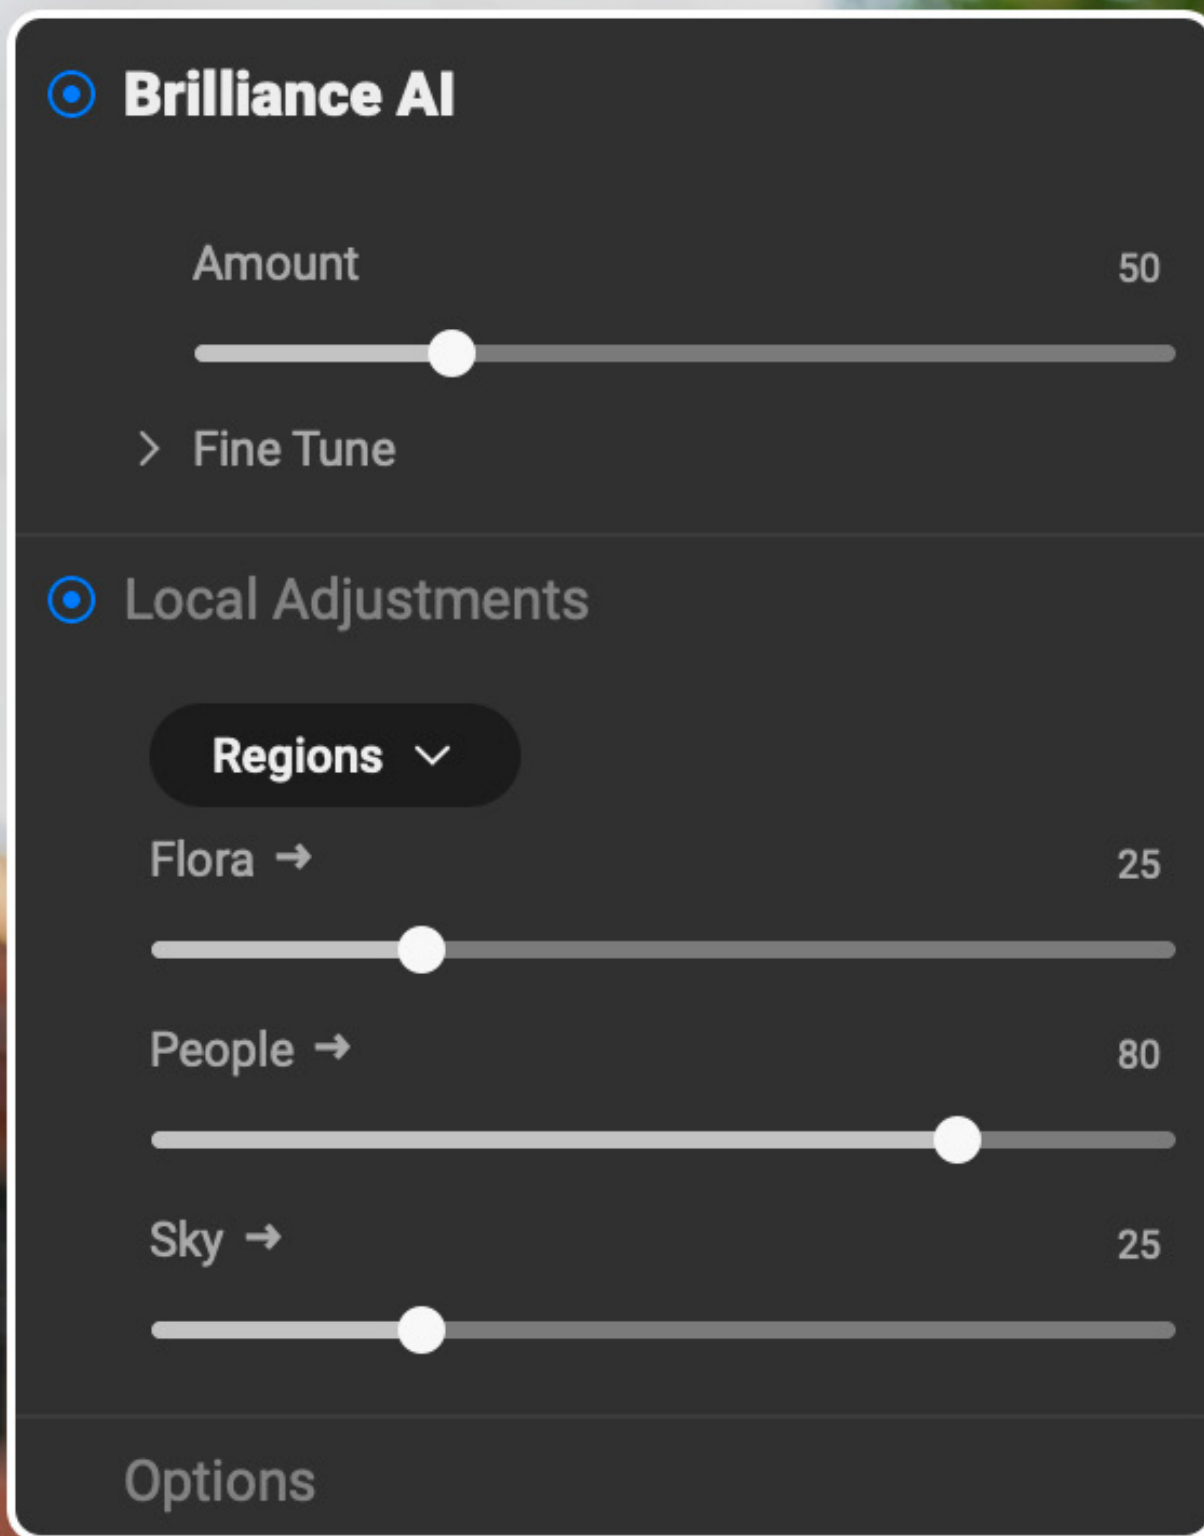 Brilliance AI
Amount 50
Fine Tune
Local Adjustments
Regions
Flora → 25
People → 80
Sky → 25
Options